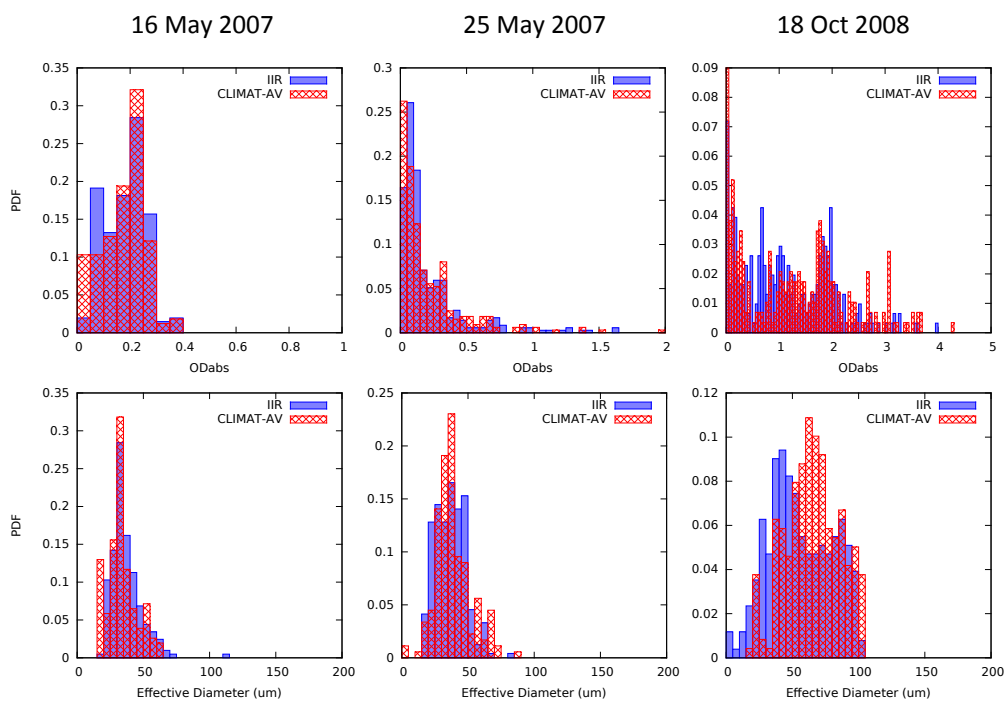 16 May 2007 25 May 2007 18 Oct 2008
0.35 0.3 0.25 0.2 0.15 0.1 0.05 0
PDF
IIR
CLIMAT-AV
0 0.2 0.4 0.6 0.8 1
ODabs
0.3 0.25 0.2 0.15 0.1 0.05 0
IIR
CLIMAT-AV
0 0.5 1 1.5 2
ODabs
0.09 0.08 0.07 0.06 0.05 0.04 0.03 0.02 0.01 0
IIR
CLIMAT-AV
0 1 2 3 4 5
ODabs
0.35 0.3 0.25 0.2 0.15 0.1 0.05 0
PDF
IIR
CLIMAT-AV
0 50 100 150 200
Effective Diameter (um)
0.25 0.2 0.15 0.1 0.05 0
IIR
CLIMAT-AV
0 50 100 150 200
Effective Diameter (um)
0.12 0.1 0.08 0.06 0.04 0.02 0
IIR
CLIMAT-AV
0 50 100 150 200
Effective Diameter (um)